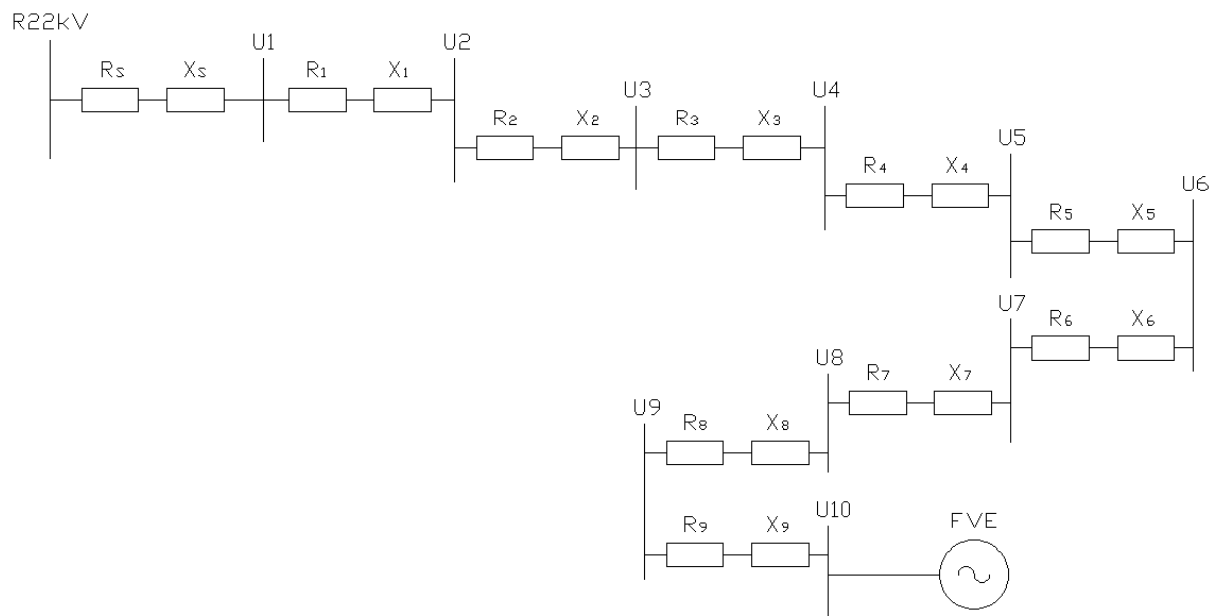 R22kV
U1
U2
Rs Xs
R1 X1
U3
U4
R2 X2
R3 X3
U5
R4 X4
U6
R5 X5
U7
R6 X6
U8
R7 X7
U9
R8 X8
U10
FVE
R9 X9